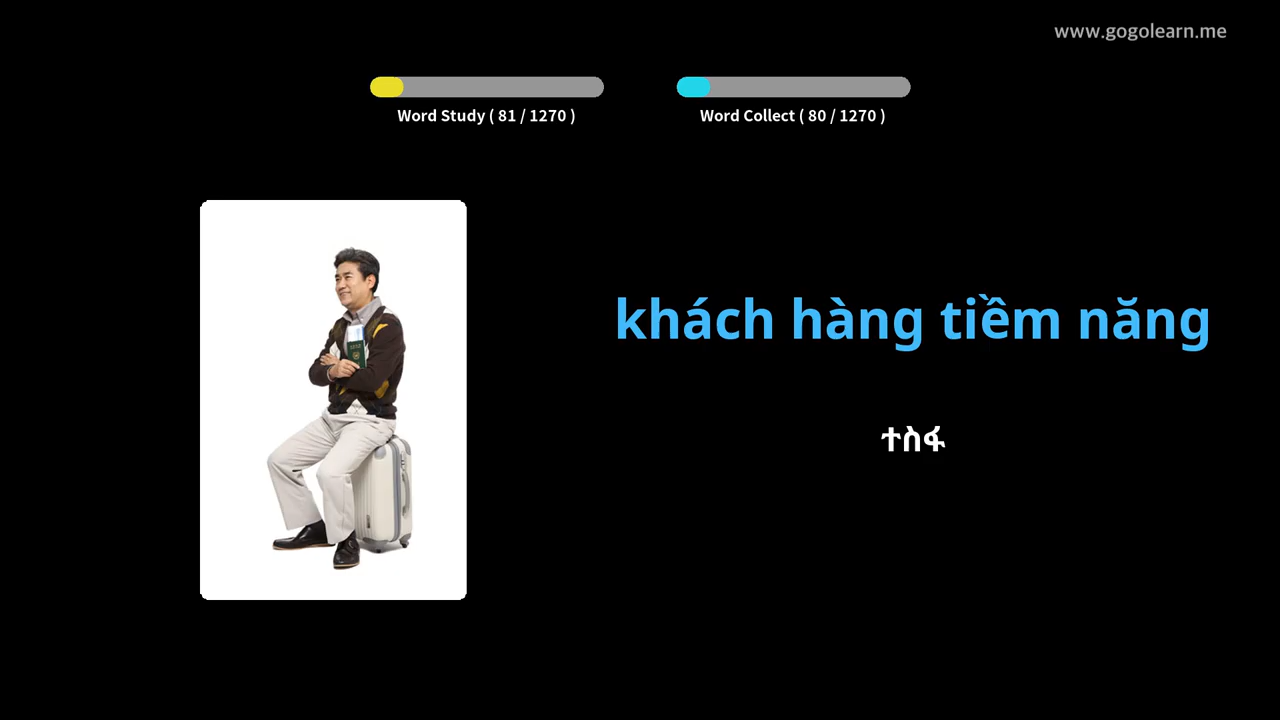 www.gogolearn.me
Word Study ( 81 / 1270 )
Word Collect ( 80 / 1270 )
khách hàng tiềm năng
ተስፋ